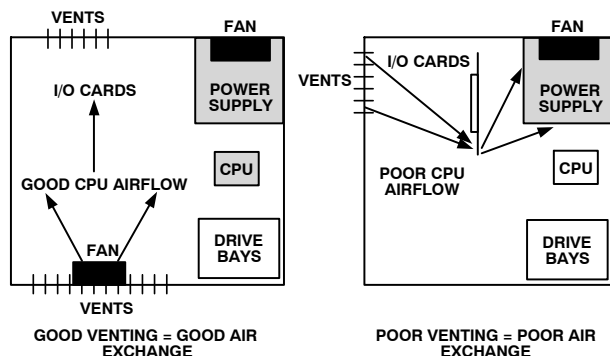 VENTS
FAN
I/O CARDS
POWER
SUPPLY
CPU
GOOD CPU AIRFLOW
FAN
DRIVE
BAYS
VENTS
GOOD VENTING = GOOD AIR
EXCHANGE
FAN
VENTS
I/O CARDS
POWER
SUPPLY
CPU
POOR CPU
AIRFLOW
DRIVE
BAYS
POOR VENTING = POOR AIR
EXCHANGE